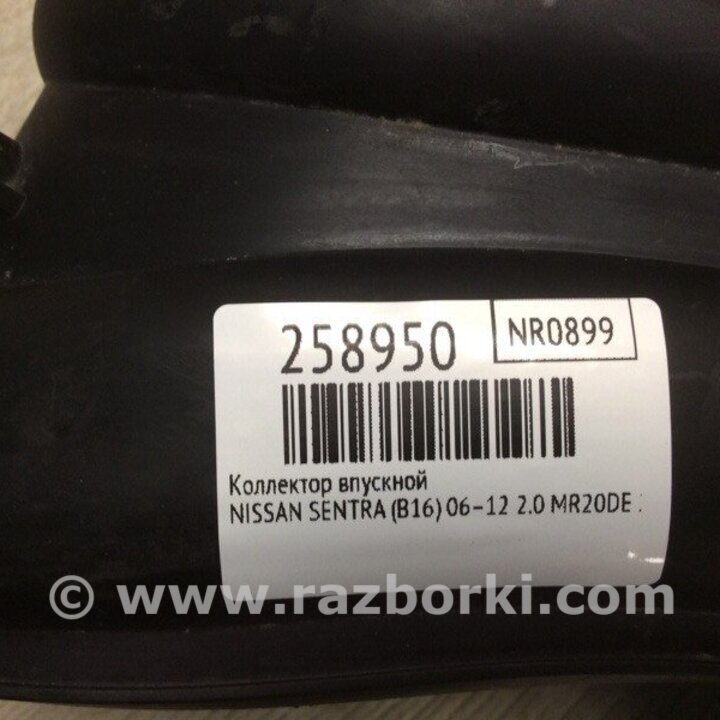 258950
NR0899
Коллектор впускной
NISSAN SENTRA (B16) 06-12 2.0 MR20DE
© www.razborki.com